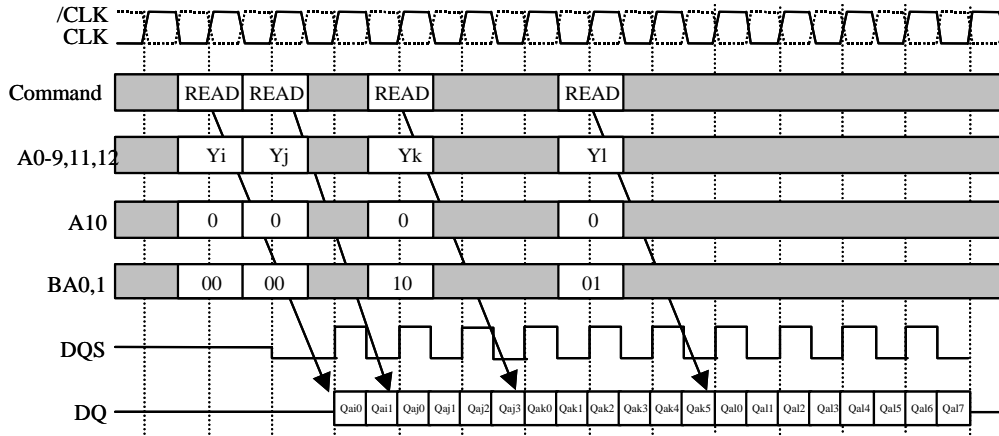 /CLK
CLK
Command READ READ READ READ
A0-9,11,12 Yi Yj Yk Yl
A10 0 0 0 0
BA0,1 00 00 10 01
DQS
DQ Qai0 Qai1 Qaj0 Qaj1 Qaj2 Qaj3 Qak0 Qak1 Qak2 Qak3 Qak4 Qak5 Qal0 Qal1 Qal2 Qal3 Qal4 Qal5 Qal6 Qal7